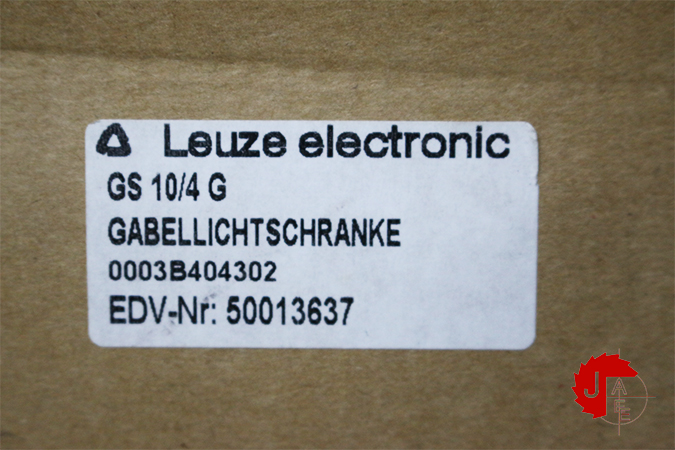 Leuze electronic
GS 10/4 G
GABELLICHTSCHRANKE
0003B404302
EDV-Nr: 50013637
J